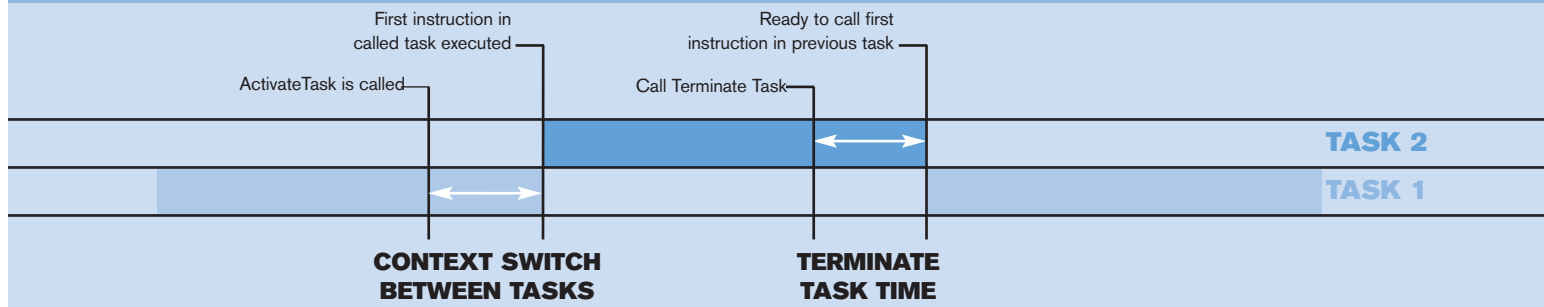 First instruction in
called task executed
Ready to call first
instruction in previous task
ActivateTask is called
Call Terminate Task
TASK 2
TASK 1
CONTEXT SWITCH
BETWEEN TASKS
TERMINATE
TASK TIME